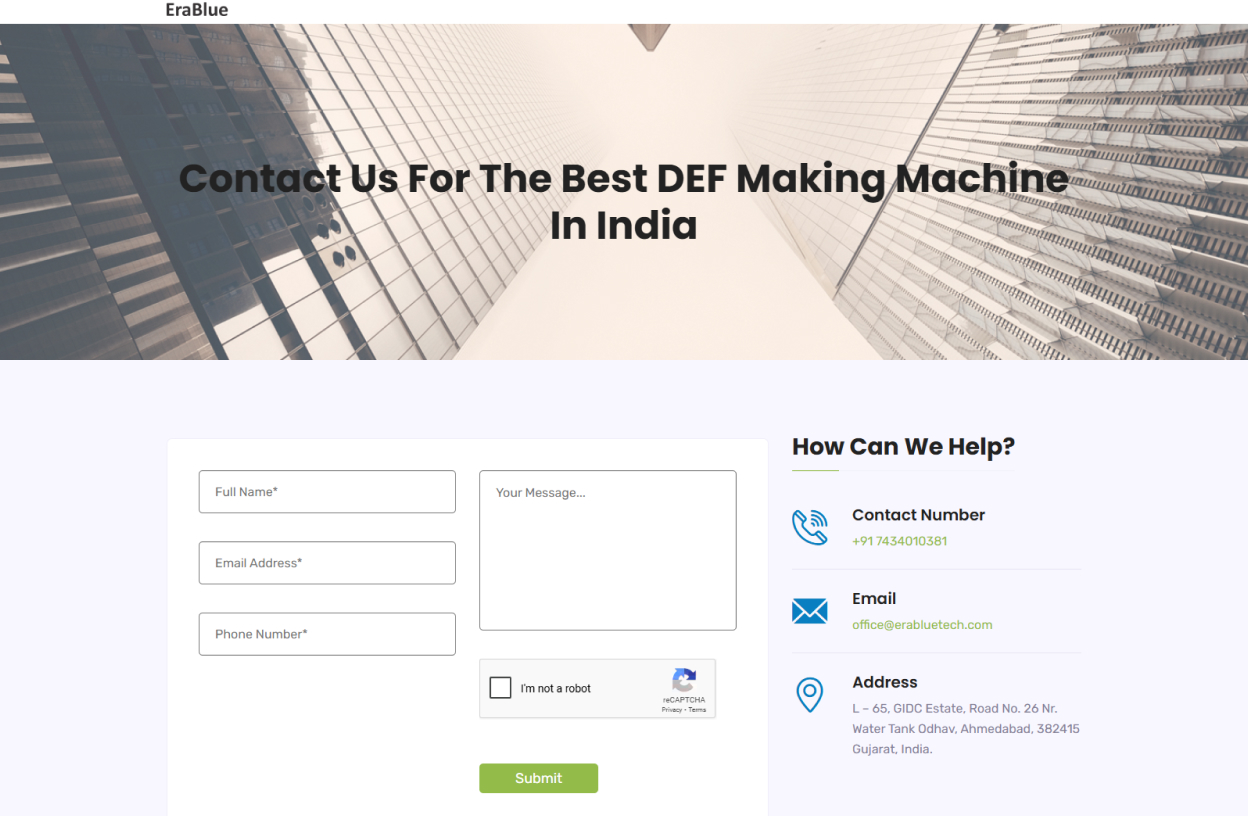 EraBlue
Contact Us For The Best DEF Making Machine
In India
Full Name*
Email Address*
Phone Number*
Your Message...
I'm not a robot
reCAPTCHA
Privacy - Terms
Submit
How Can We Help?
Contact Number
+91 7434010381
Email
office@erabluetech.com
Address
L – 65, GIDC Estate, Road No. 26 Nr.
Water Tank Odhav, Ahmedabad, 382415
Gujarat, India.